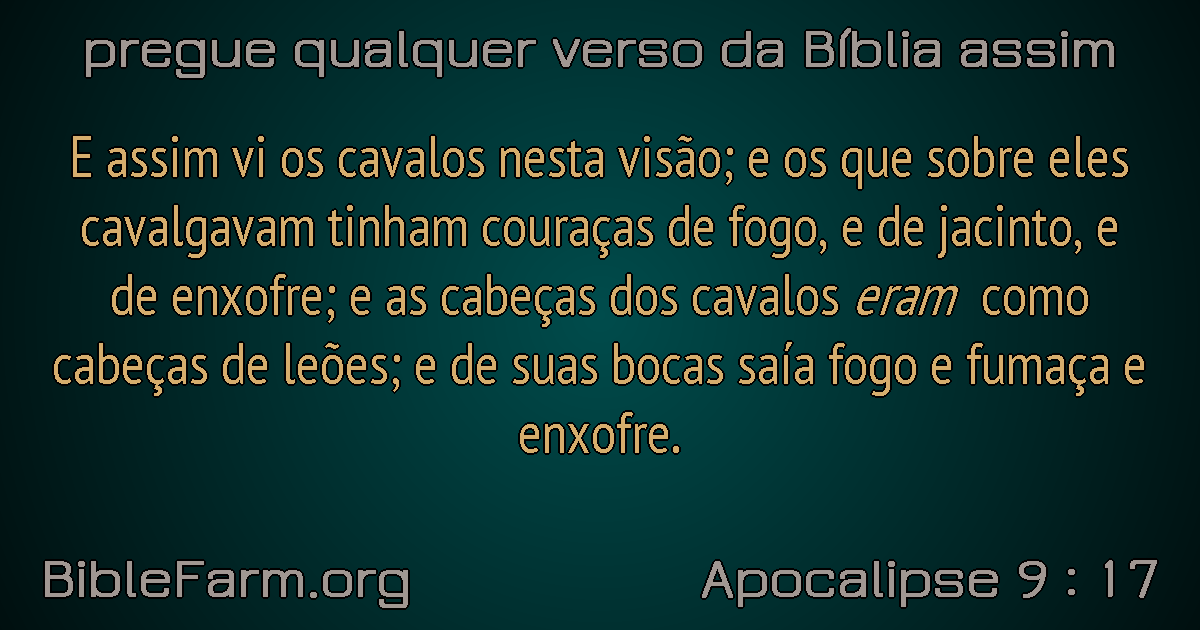 pregue qualquer verso da Bíblia assim
E assim vi os cavalos nesta visão; e os que sobre eles
cavalgavam tinham couraças de fogo, e de jacinto, e
de enxofre; e as cabeças dos cavalos eram como
cabeças de leões; e de suas bocas saía fogo e fumaça e
enxofre.
BibleFarm.org
Apocalipse 9 : 17